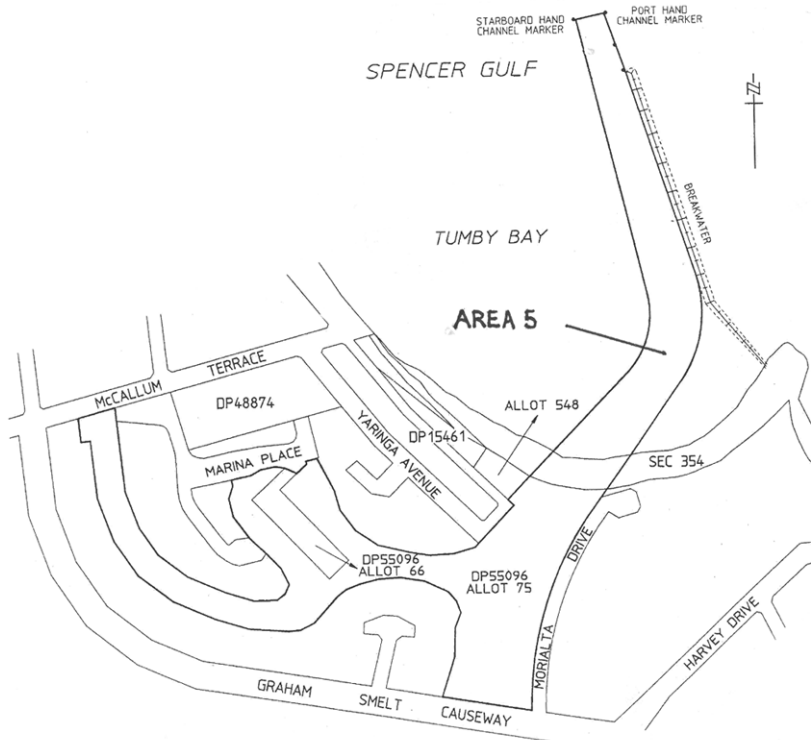 STARBOARD HAND
CHANNEL MARKER
PORT HAND
CHANNEL MARKER
SPENCER GULF
N
BREAKWATER
TUMBY BAY
AREA 5
McCALLUM TERRACE
DP48874
ALLOT 548
DP15461
YARINGA AVENUE
MARINA PLACE
SEC 354
DP55096
ALLOT 66
DP55096
ALLOT 75
MORIALTA DRIVE
HARVEY DRIVE
GRAHAM SMELT CAUSEWAY